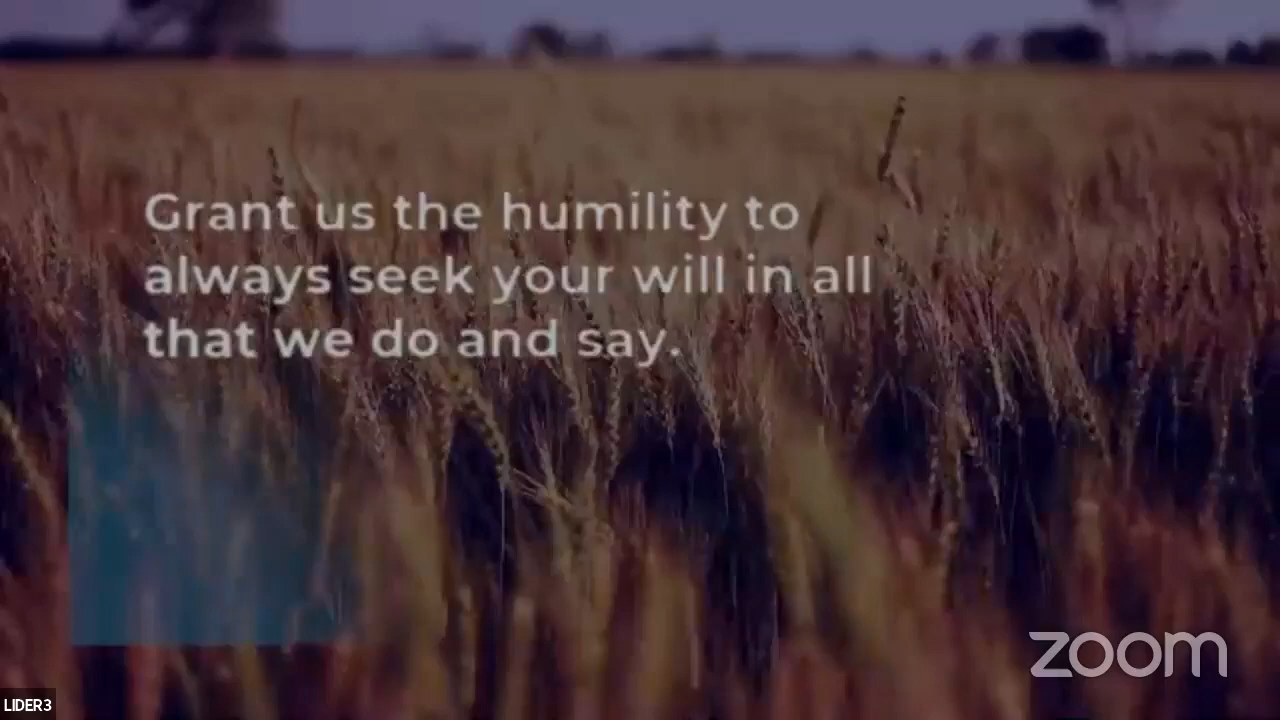 Grant us the humility to
always seek your will in all
that we do and say.
zoom
LIDER3